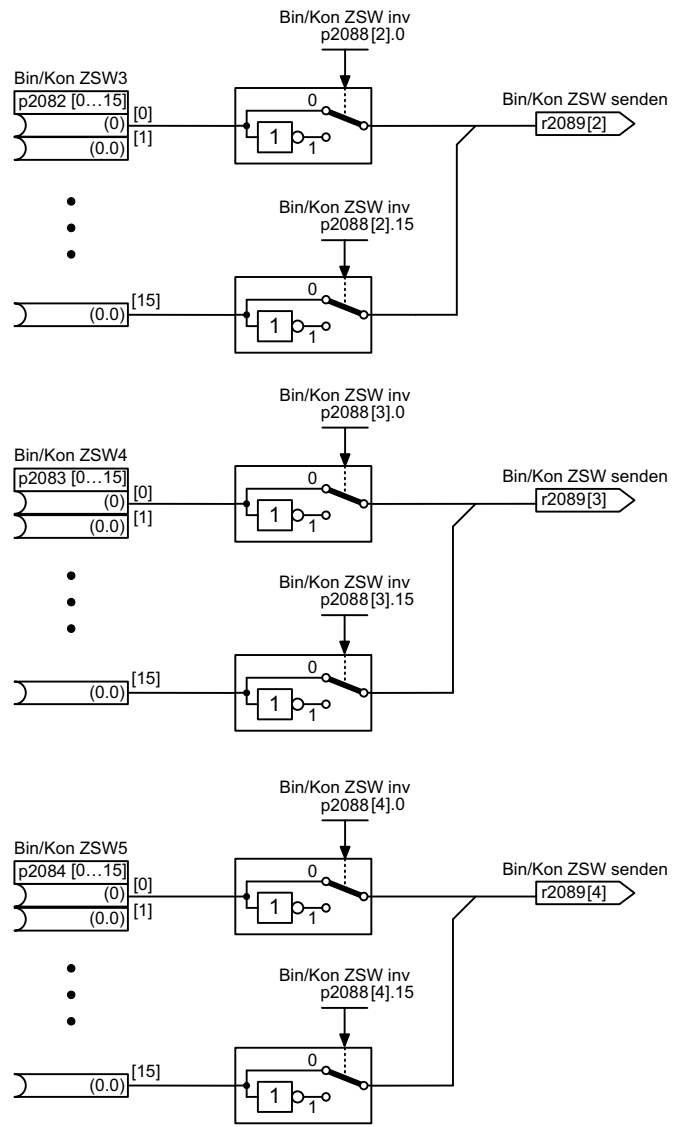 Bin/Kon ZSW inv
p2088[2].0
Bin/Kon ZSW3
p2082 [0…15]
(0)
[0]
(0.0)
[1]
0
1
1
Bin/Kon ZSW senden
r2089[2]
Bin/Kon ZSW inv
p2088[2].15
(0.0)
[15]
0
1
1
Bin/Kon ZSW inv
p2088[3].0
Bin/Kon ZSW4
p2083 [0…15]
(0)
[0]
(0.0)
[1]
0
1
1
Bin/Kon ZSW senden
r2089[3]
Bin/Kon ZSW inv
p2088[3].15
(0.0)
[15]
0
1
1
Bin/Kon ZSW inv
p2088[4].0
Bin/Kon ZSW5
p2084 [0…15]
(0)
[0]
(0.0)
[1]
0
1
1
Bin/Kon ZSW senden
r2089[4]
Bin/Kon ZSW inv
p2088[4].15
(0.0)
[15]
0
1
1